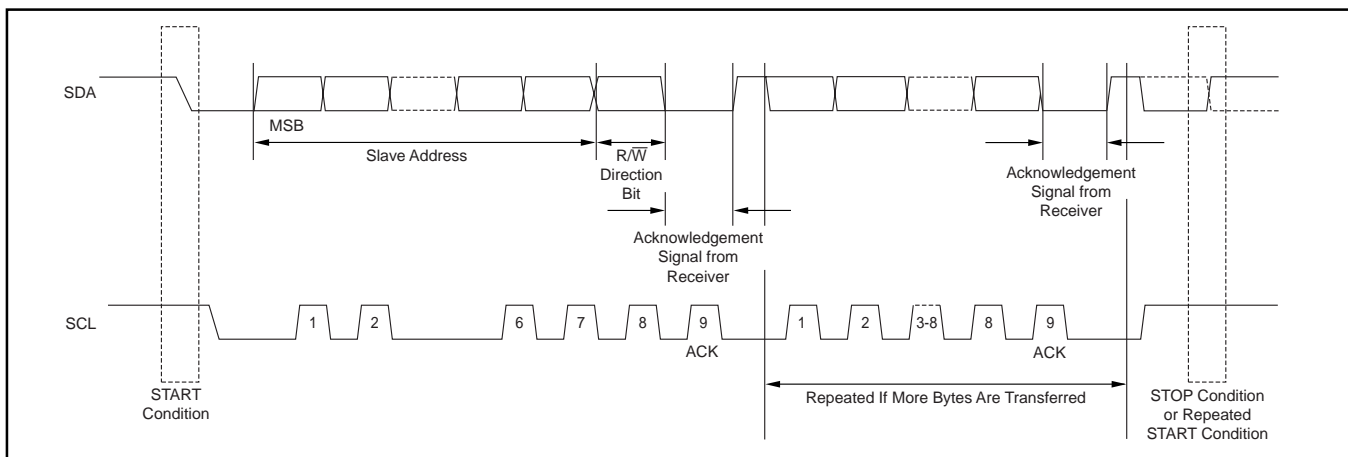 SDA
MSB
Slave Address
R/W̅
Direction
Bit
Acknowledgement
Signal from
Receiver
Acknowledgement
Signal from
Receiver
SCL
1
2
6
7
8
9
1
2
3-8
8
9
ACK
ACK
START
Condition
Repeated If More Bytes Are Transferred
STOP Condition
or Repeated
START Condition